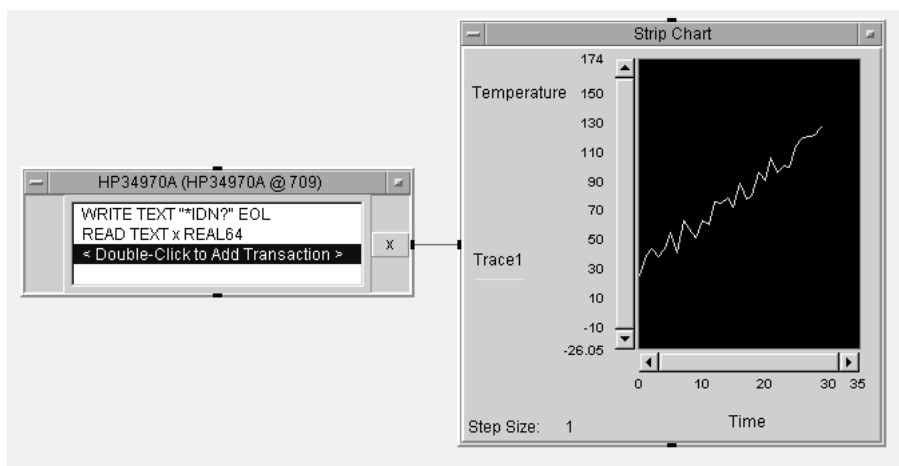 HP34970A (HP34970A @ 709)
WRITE TEXT "*IDN?" EOL
READ TEXT x REAL64
< Double-Click to Add Transaction >
X
Strip Chart
Temperature
174
150
130
110
90
70
50
30
10
-10
-26.05
Trace1
0 10 20 30 35
Time
Step Size: 1